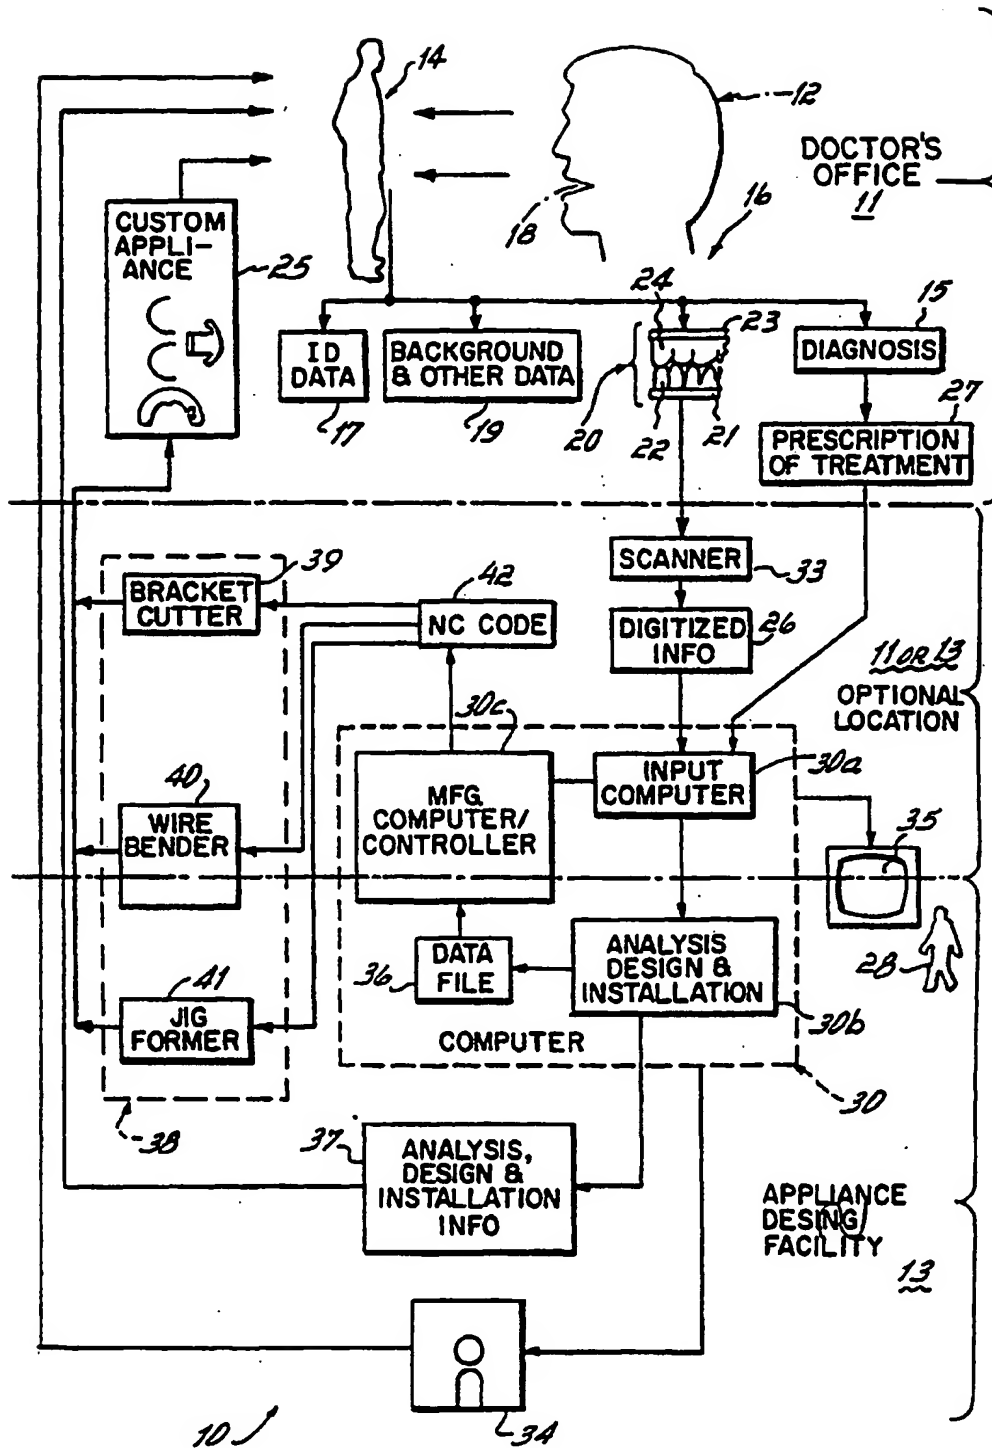 14
12
DOCTOR'S
OFFICE
11
18
16
CUSTOM
APPLI-
ANCE
25
24
23
15
ID
DATA
17
BACKGROUND
& OTHER DATA
19
20
22
21
DIAGNOSIS
27
PRESCRIPTION
OF TREATMENT
SCANNER
33
39
BRACKET
CUTTER
42
NC CODE
DIGITIZED
INFO
26
11 OR 13
OPTIONAL
LOCATION
30c
MFG.
COMPUTER/
CONTROLLER
INPUT
COMPUTER
30a
40
WIRE
BENDER
35
28
36
DATA
FILE
ANALYSIS
DESIGN &
INSTALLATION
30b
41
JIG
FORMER
COMPUTER
30
38
37
ANALYSIS,
DESIGN &
INSTALLATION
INFO
APPLIANCE
DESING
FACILITY
13
34
10